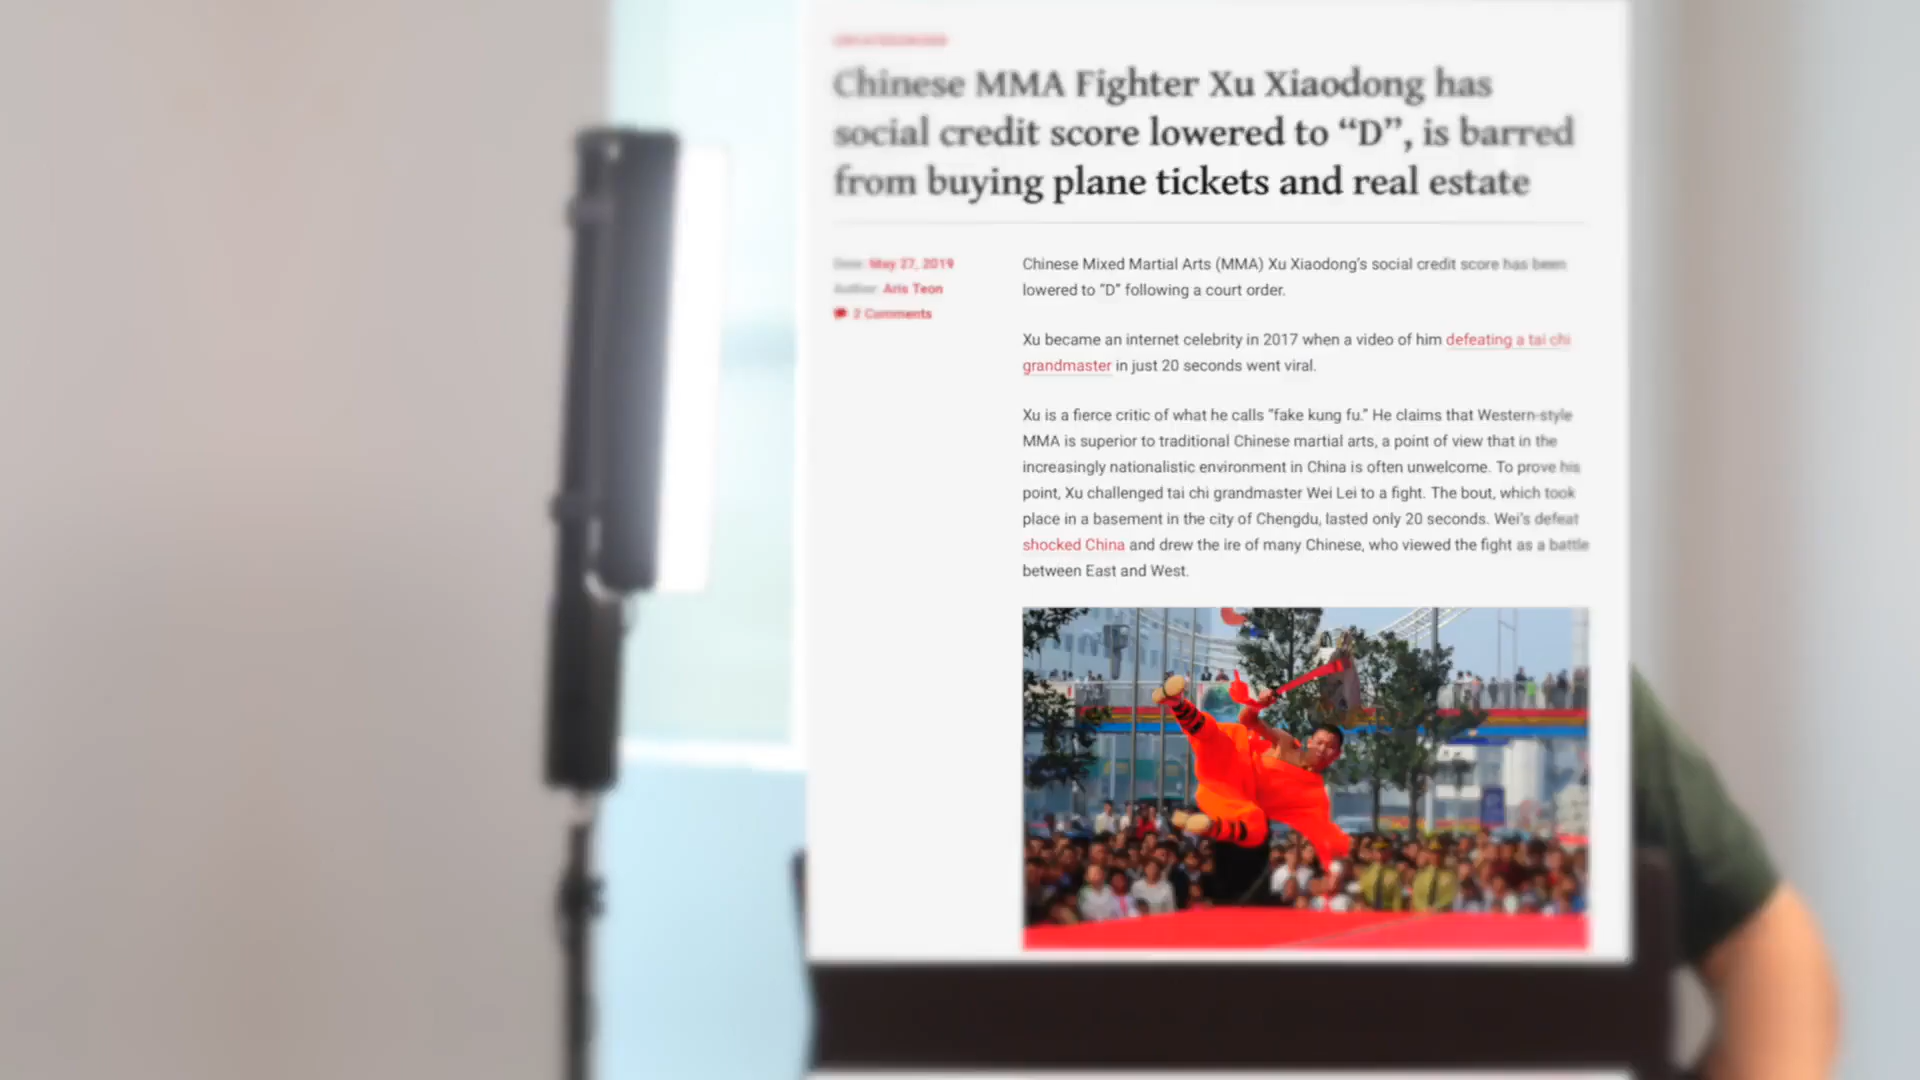 UNCATEGORIZED
Chinese MMA Fighter Xu Xiaodong has
social credit score lowered to “D”, is barred
from buying plane tickets and real estate
Date: May 27, 2019
Author: Aris Teon
2 Comments
Chinese Mixed Martial Arts (MMA) Xu Xiaodong's social credit score has been
lowered to “D” following a court order.
Xu became an internet celebrity in 2017 when a video of him defeating a tai chi
grandmaster in just 20 seconds went viral.
Xu is a fierce critic of what he calls “fake kung fu.” He claims that Western-style
MMA is superior to traditional Chinese martial arts, a point of view that in the
increasingly nationalistic environment in China is often unwelcome. To prove his
point, Xu challenged tai chi grandmaster Wei Lei to a fight. The bout, which took
place in a basement in the city of Chengdu, lasted only 20 seconds. Wei's defeat
shocked China and drew the ire of many Chinese, who viewed the fight as a battle
between East and West.